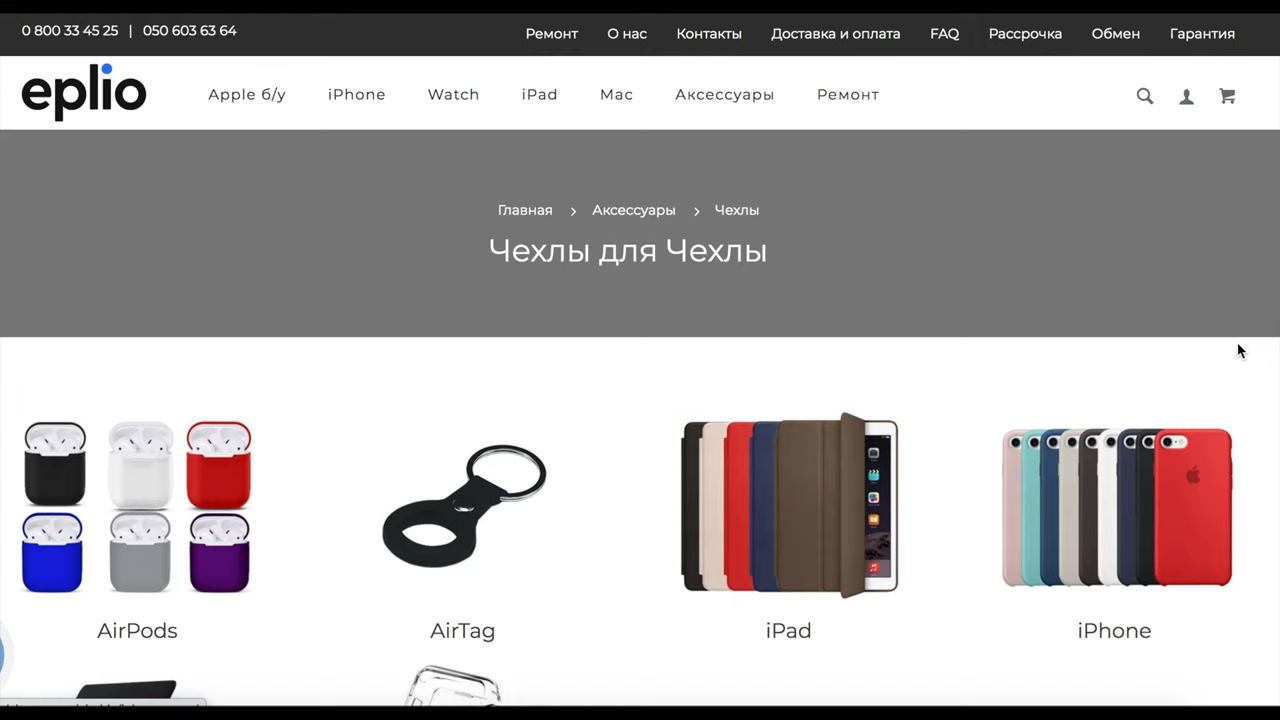 0 800 33 45 25 | 050 603 63 64
Ремонт О нас Контакты Доставка и оплата FAQ Рассрочка Обмен Гарантия
eplio
Apple б/у iPhone Watch iPad Mac Аксессуары Ремонт
Главная > Аксессуары > Чехлы
Чехлы для Чехлы
AirPods AirTag iPad iPhone